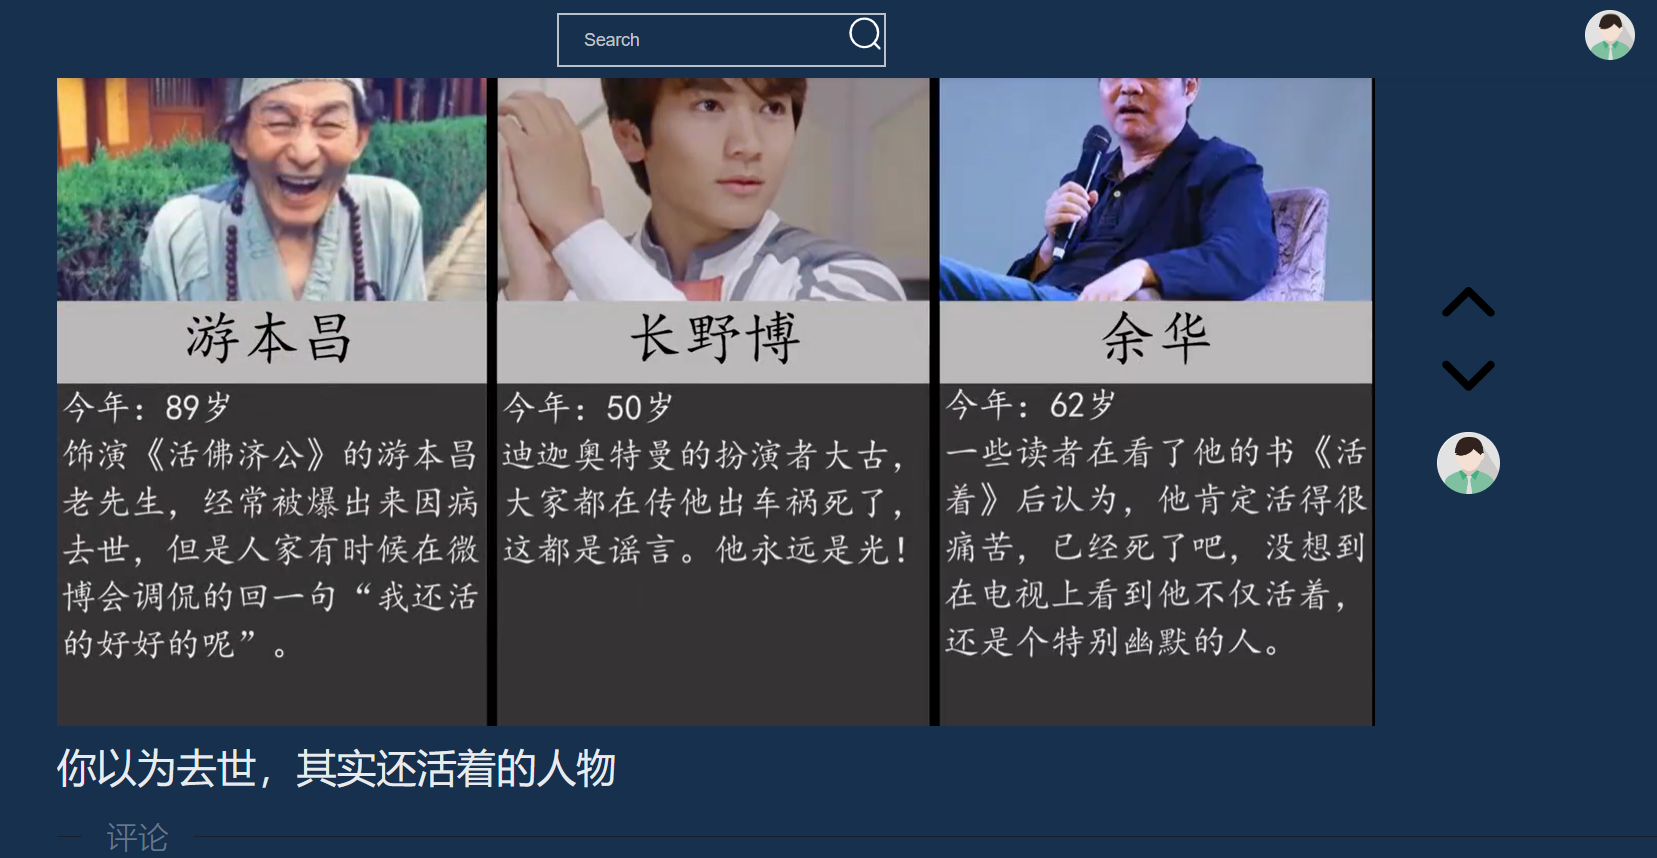 Search
游本昌
今年：89岁
饰演《活佛济公》的游本昌
老先生，经常被爆出来因病
去世，但是人家有时候在微
博会调侃的回一句“我还活
的好好的呢”。
长野博
今年：50岁
迪迦奥特曼的扮演者大古，
大家都在传他出车祸死了，
这都是谣言。他永远是光！
余华
今年：62岁
一些读者在看了他的书《活
着》后认为，他肯定活得很
痛苦，已经死了吧，没想到
在电视上看到他不仅活着，
还是个特别幽默的人。
你以为去世，其实还活着的人物
评论